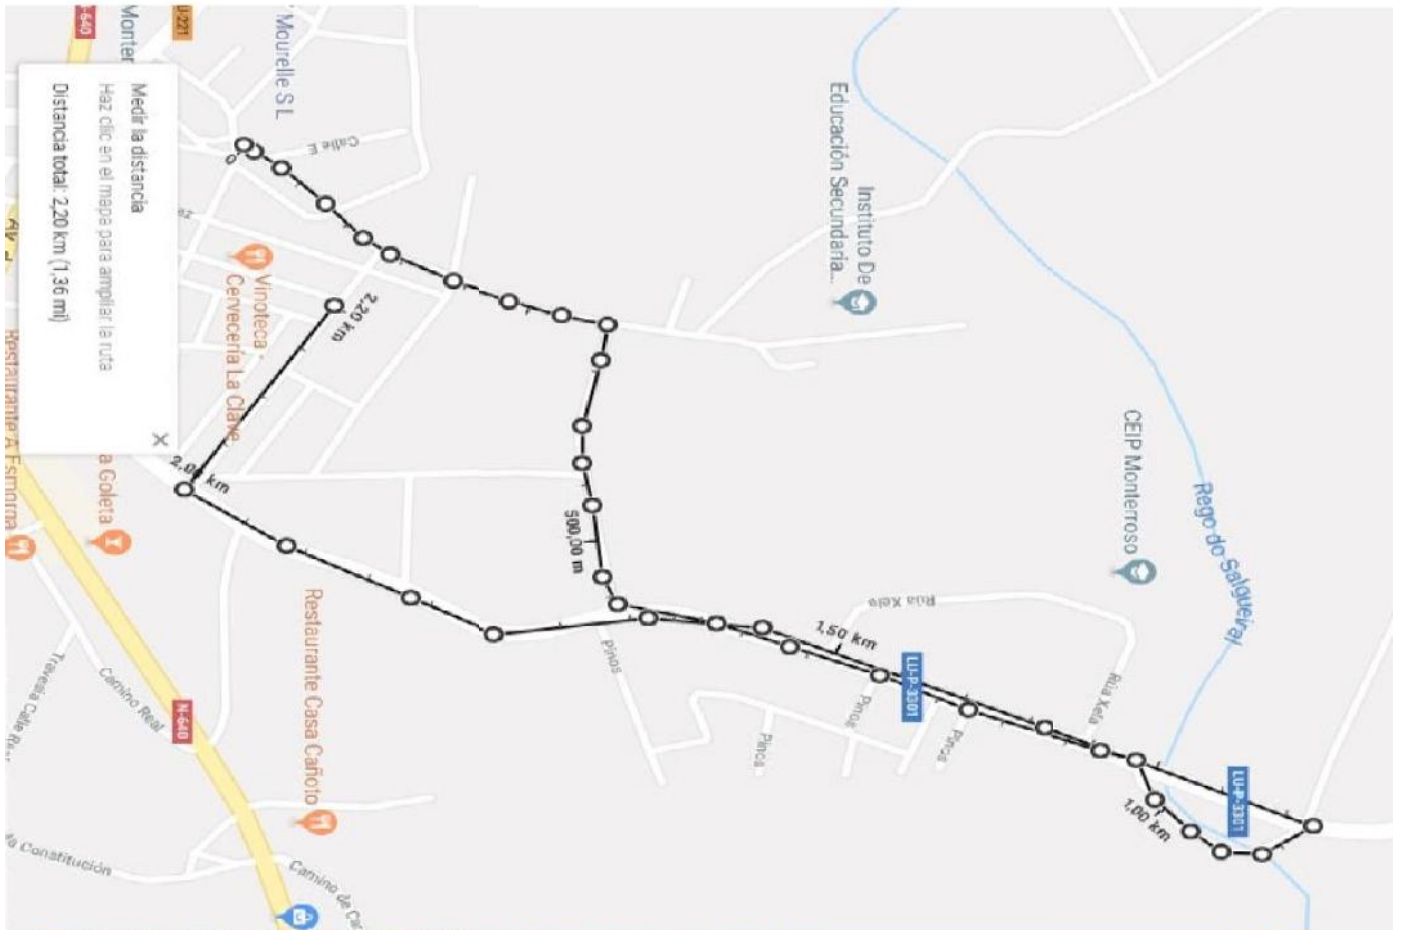 Medir la distancia
Haz clic en el mapa para ampliar la ruta
Distancia total: 2,20 km (1,36 mi)
N-640
Mourelle S L
Calle E
0
Vinoteca
Cervecería La Clave
2,20 km
2,00 km
a Goleta
Restaurante A Esmorga
500,00 m
Restaurante Casa Cañoto
N-640
Camino Real
Travesía Calle
Constitución
Camino de
Pinos
Pinos
Pinos
Pinos
1,50 km
LU-P-3301
Rúa Xela
Rúa Xela
1,00 km
LU-P-3301
Instituto De
Educación Secundaria...
CEIP Monterroso
Rego do Salgueiral